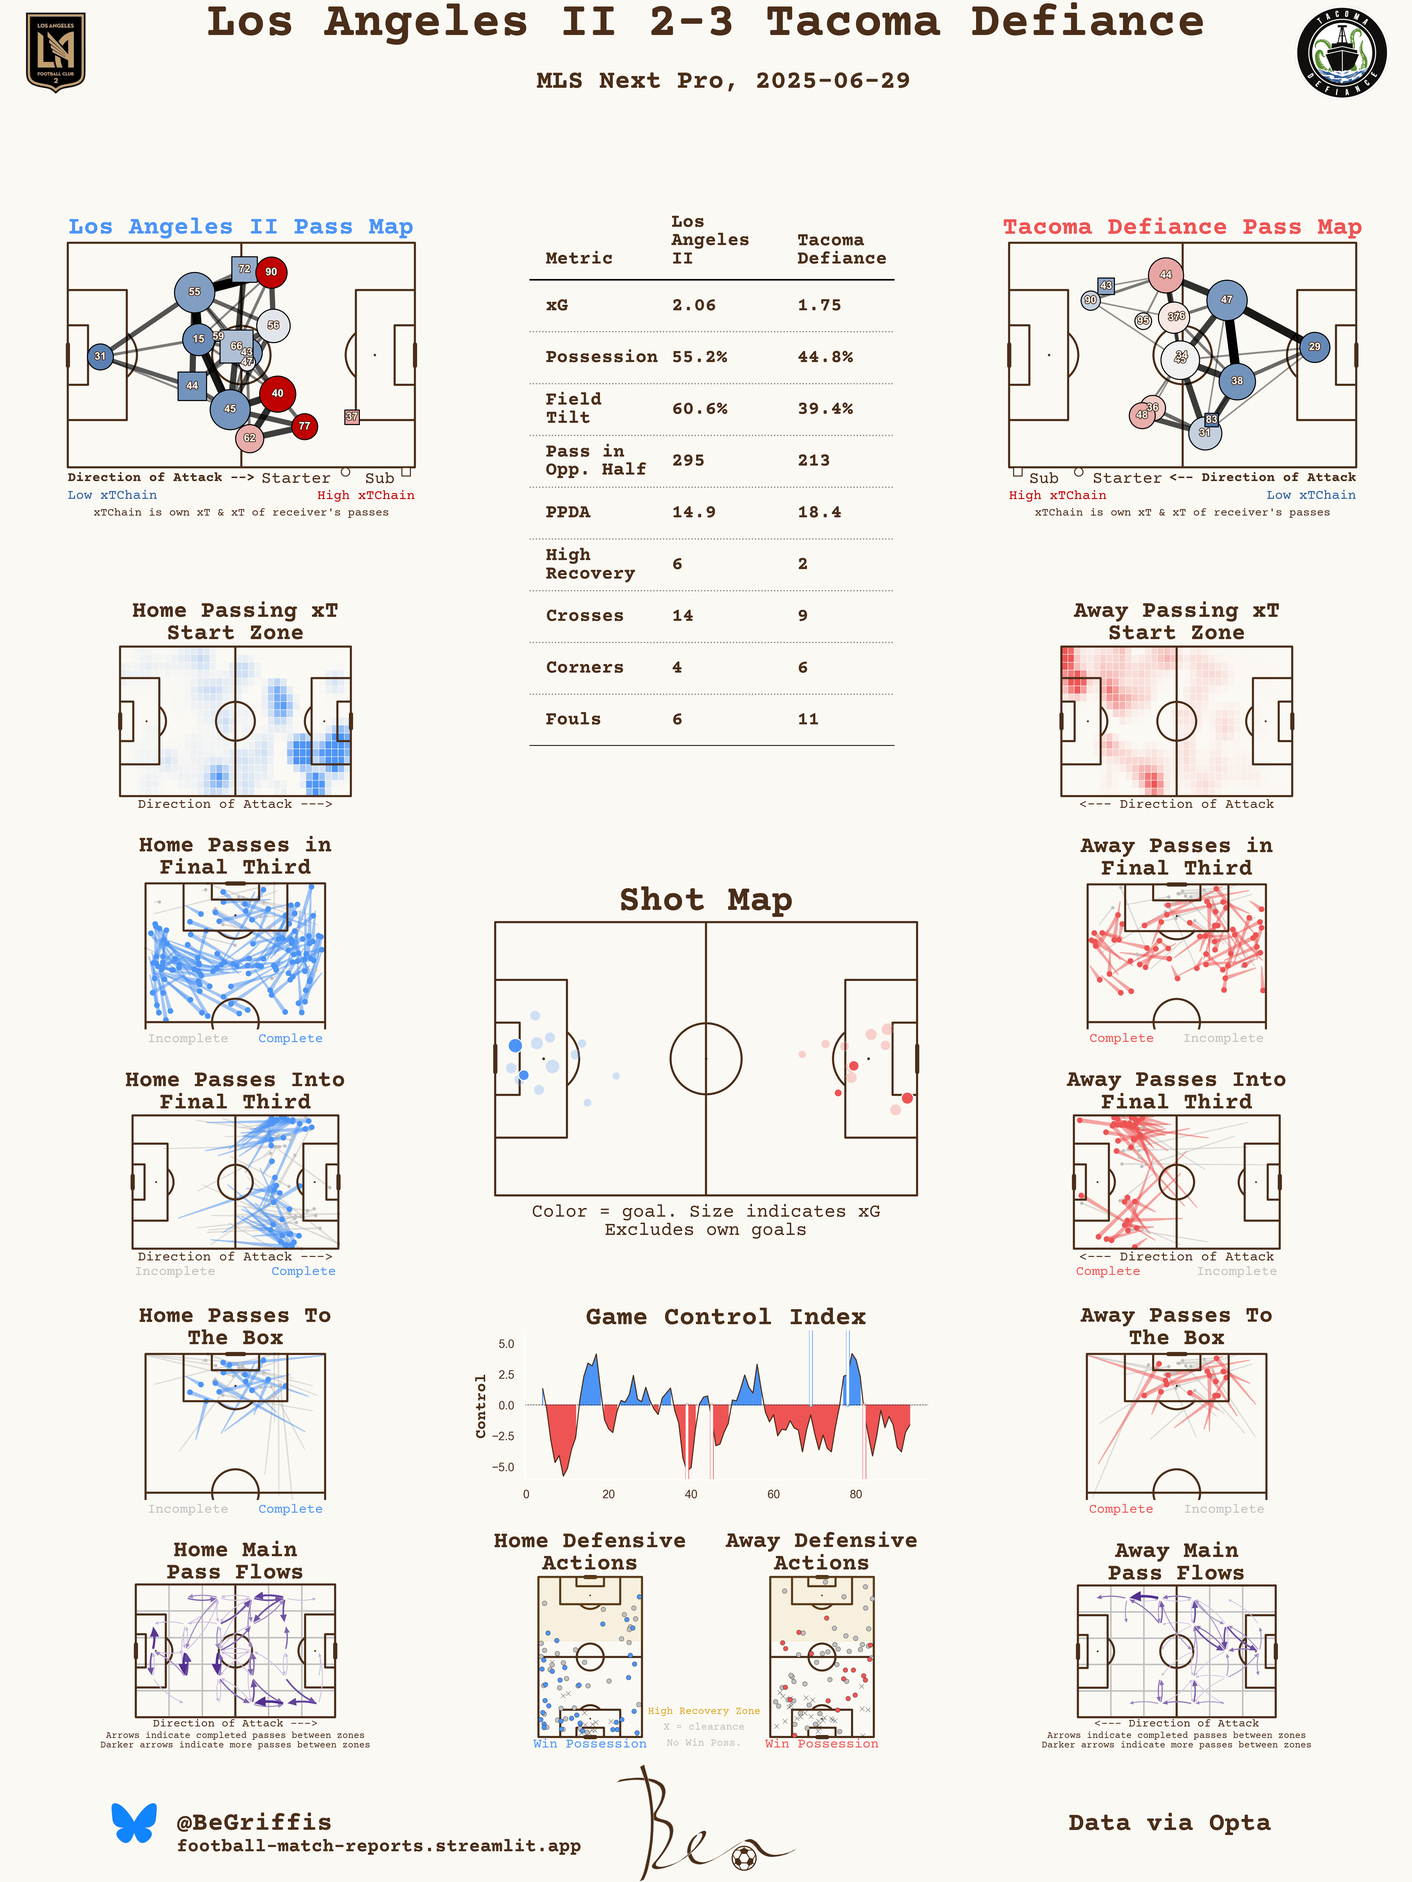 Los Angeles II 2-3 Tacoma Defiance
MLS Next Pro, 2025-06-29
LOS ANGELES
FOOTBALL CLUB
2
TACOMA
DEFIANCE
Los Angeles II Pass Map
72
90
55
56
15
59
66
43
47
31
44
45
40
77
62
37
Direction of Attack --> Starter Sub
Low xTChain High xTChain
xTChain is own xT & xT of receiver's passes
Metric Los Angeles II Tacoma Defiance
xG 2.06 1.75
Possession 55.2% 44.8%
Field Tilt 60.6% 39.4%
Pass in Opp. Half 295 213
PPDA 14.9 18.4
High Recovery 6 2
Crosses 14 9
Corners 4 6
Fouls 6 11
Tacoma Defiance Pass Map
44
43
90
47
95
37
34
29
38
36
48
83
31
Sub Starter <-- Direction of Attack
High xTChain Low xTChain
xTChain is own xT & xT of receiver's passes
Home Passing xT
Start Zone
Direction of Attack --->
Away Passing xT
Start Zone
<--- Direction of Attack
Home Passes in
Final Third
Incomplete Complete
Away Passes in
Final Third
Complete Incomplete
Shot Map
Color = goal. Size indicates xG
Excludes own goals
Home Passes Into
Final Third
Direction of Attack --->
Incomplete Complete
Away Passes Into
Final Third
<--- Direction of Attack
Complete Incomplete
Home Passes To
The Box
Incomplete Complete
Game Control Index
Control
5.0
2.5
0.0
−2.5
−5.0
0 20 40 60 80
Away Passes To
The Box
Complete Incomplete
Home Main
Pass Flows
Direction of Attack --->
Arrows indicate completed passes between zones
Darker arrows indicate more passes between zones
Home Defensive
Actions
Win Possession
Away Defensive
Actions
Win Possession
High Recovery Zone
X = clearance
No Win Poss.
Away Main
Pass Flows
<--- Direction of Attack
Arrows indicate completed passes between zones
Darker arrows indicate more passes between zones
@BeGriffis
football-match-reports.streamlit.app
Ben
Data via Opta